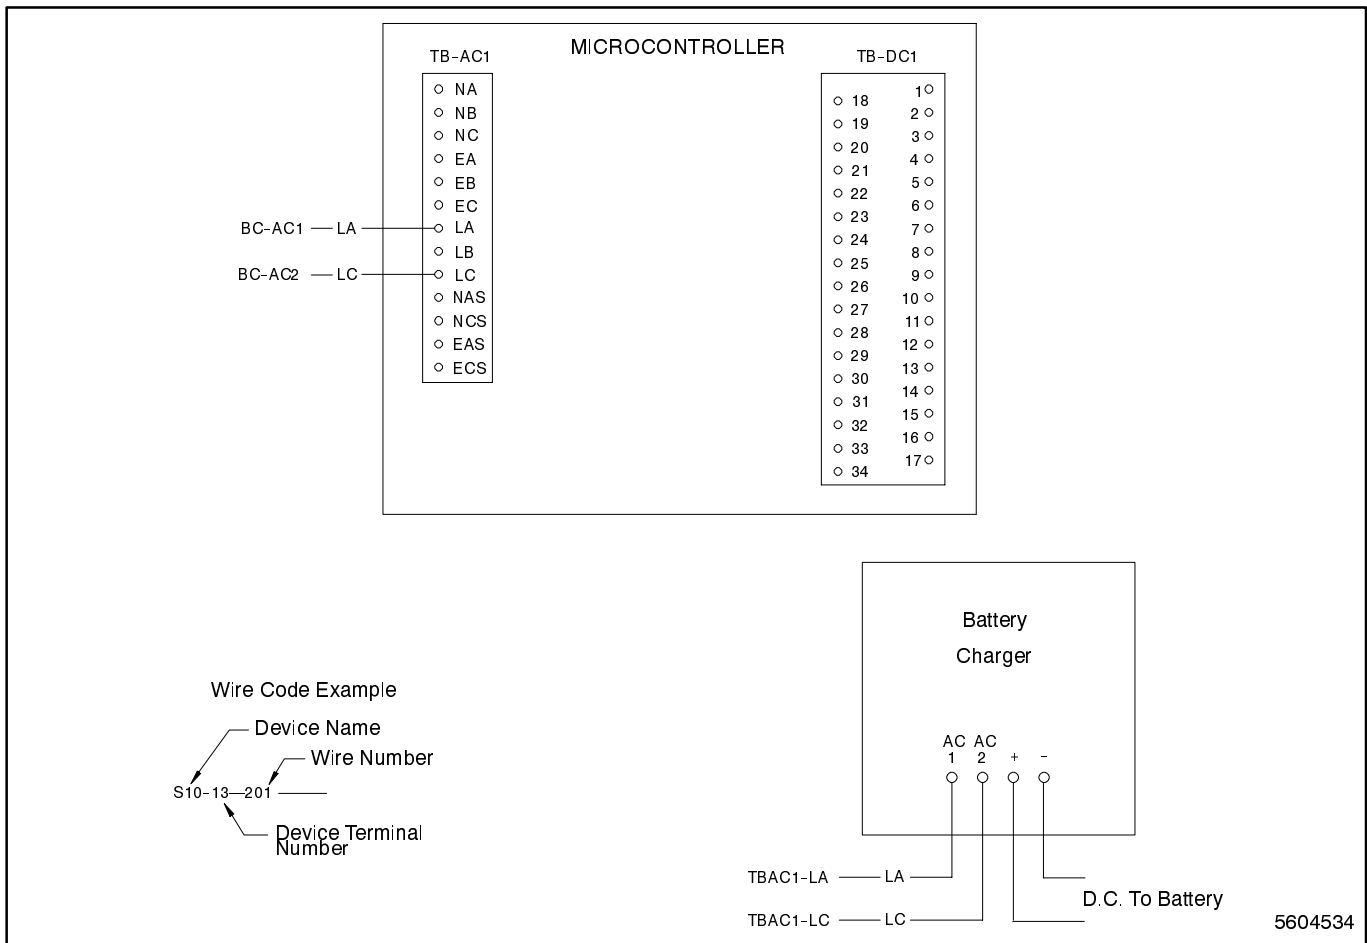 MICROCONTROLLER
TB-AC1
NA
NB
NC
EA
EB
EC
BC-AC1 LA LA
LB
BC-AC2 LC LC
NAS
NCS
EAS
ECS
TB-DC1
1
18
2
19
3
20
4
21
5
22
6
23
7
24
8
25
9
26
10
27
11
28
12
29
13
30
14
31
15
32
16
33
17
34
Battery
Charger
AC AC
1 2 + -
TBAC1-LA LA
TBAC1-LC LC
D.C. To Battery
Wire Code Example
Device Name
Wire Number
S10-13—201
Device Terminal
Number
5604534